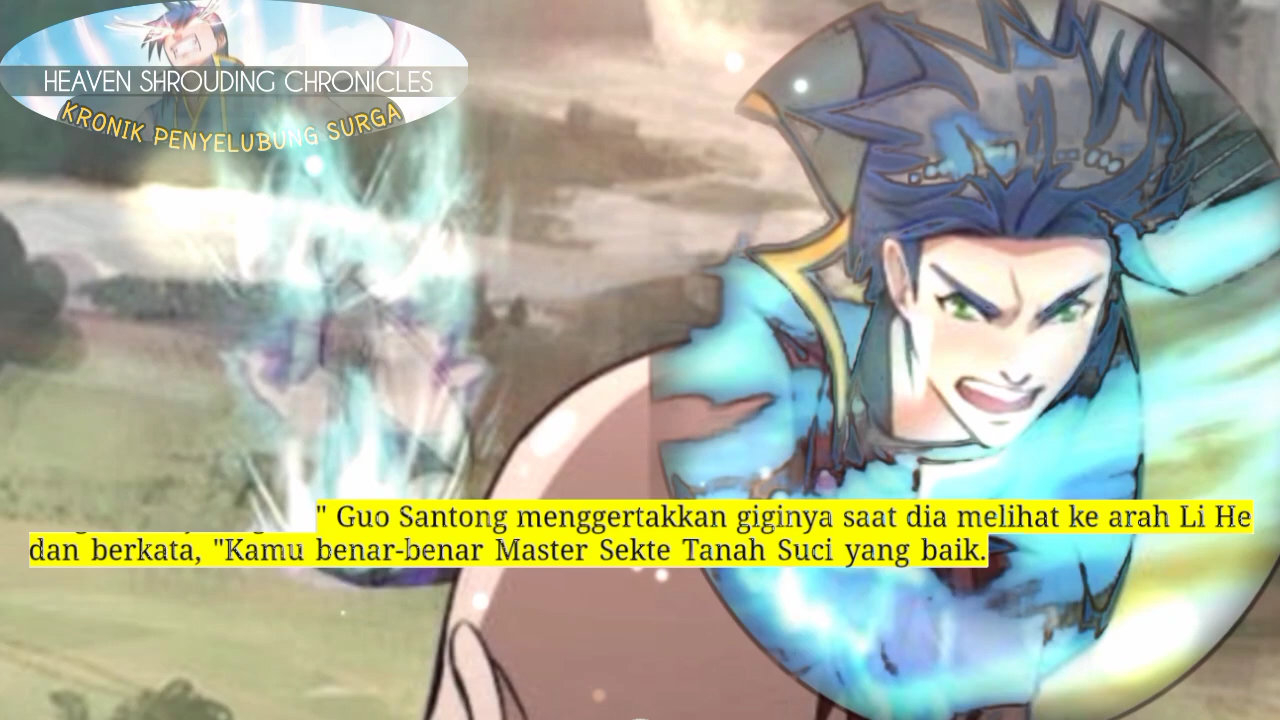 HEAVEN SHROUDING CHRONICLES
KRONIK PENYELUBUNG SURGA
" Guo Santong menggertakkan giginya saat dia melihat ke arah Li He
dan berkata, "Kamu benar-benar Master Sekte Tanah Suci yang baik.